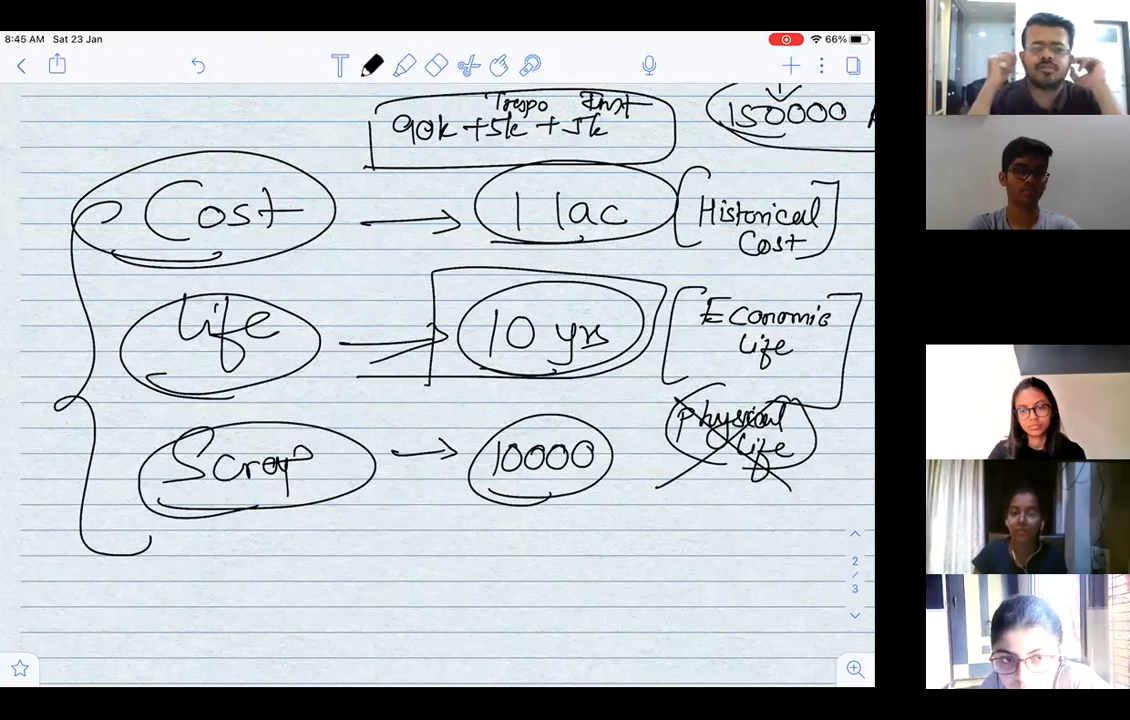 8:45 AM Sat 23 Jan
66%
T
Trespo Inst
90k + 5k + 5k
150000
Cost → 1 lac [Historical Cost]
Life → 10 yrs [Economic Life]
Scrap → 10000
Physical Life
2
/
3